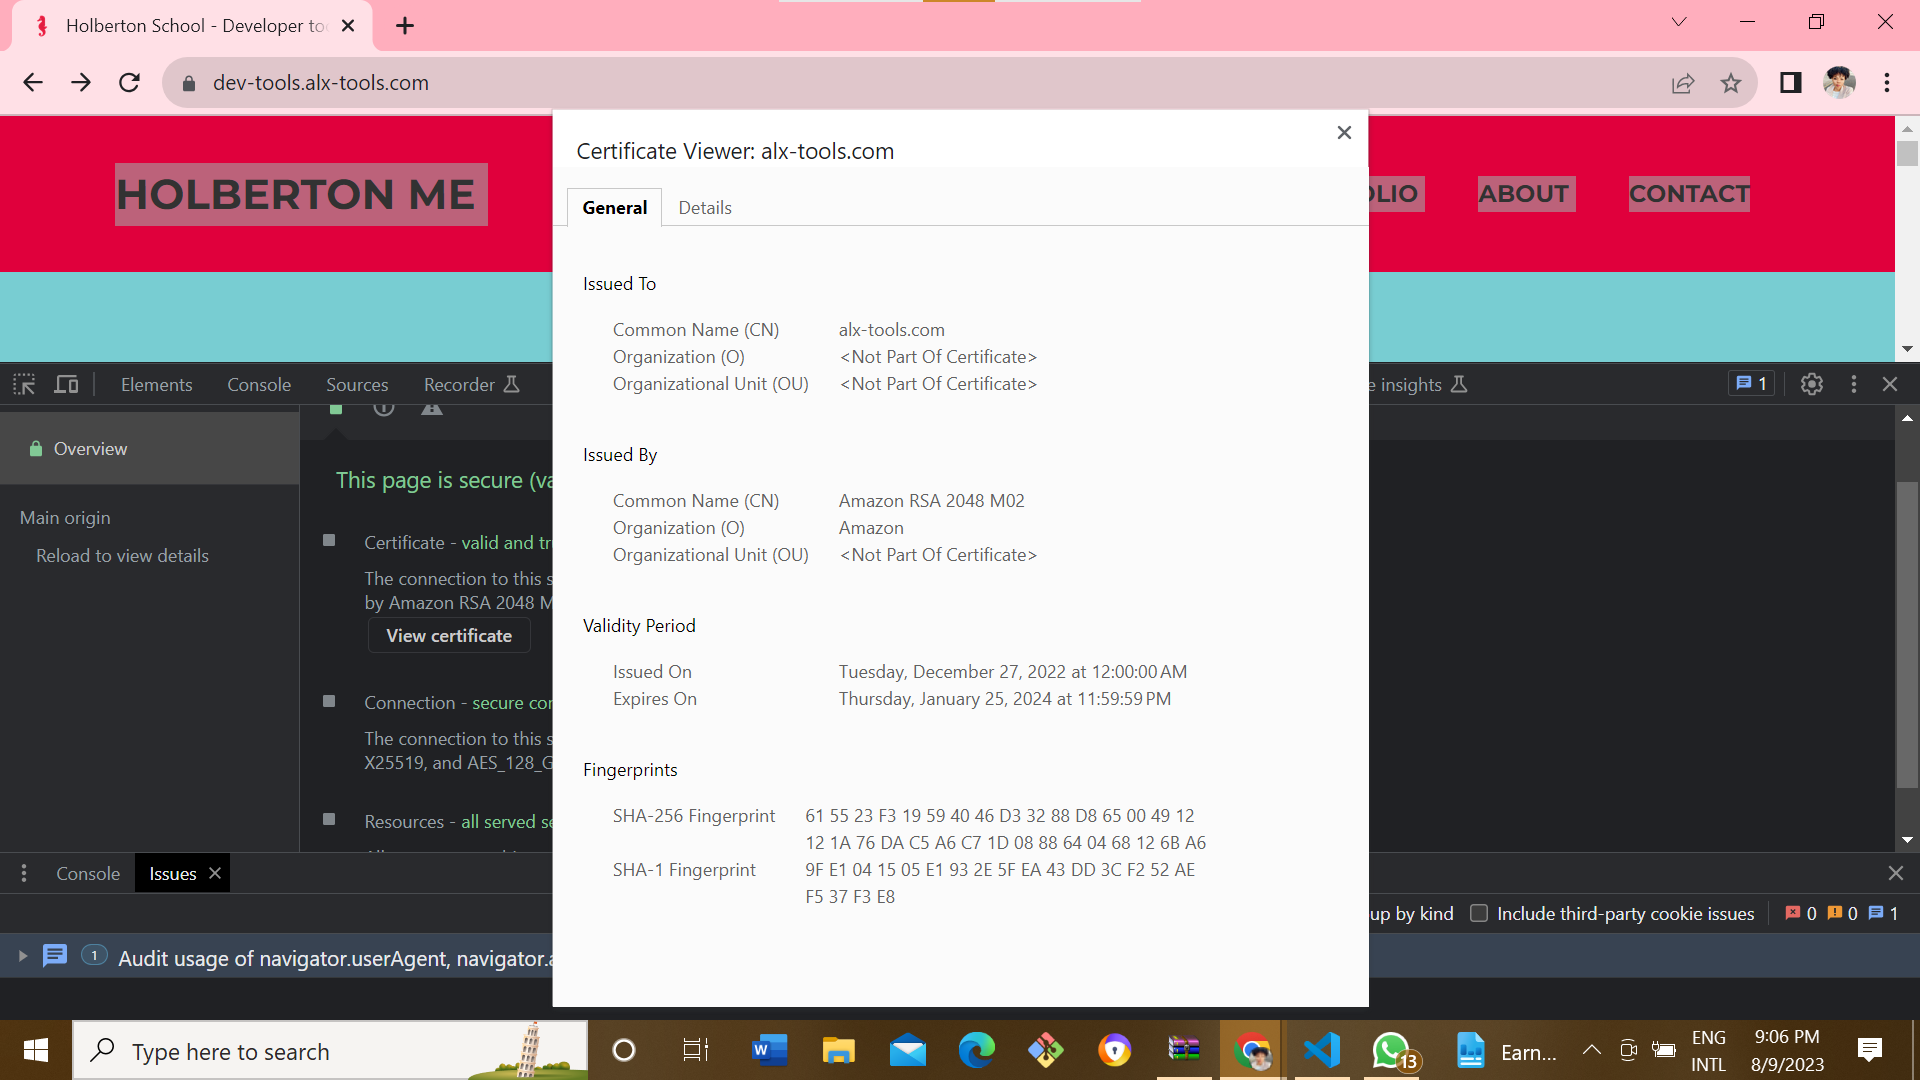 Holberton School - Developer to
dev-tools.alx-tools.com
HOLBERTON ME
OLIO
ABOUT
CONTACT
Certificate Viewer: alx-tools.com
General
Details
Issued To
Common Name (CN) alx-tools.com
Organization (O) <Not Part Of Certificate>
Organizational Unit (OU) <Not Part Of Certificate>
Issued By
Common Name (CN) Amazon RSA 2048 M02
Organization (O) Amazon
Organizational Unit (OU) <Not Part Of Certificate>
Validity Period
Issued On Tuesday, December 27, 2022 at 12:00:00 AM
Expires On Thursday, January 25, 2024 at 11:59:59 PM
Fingerprints
SHA-256 Fingerprint 61 55 23 F3 19 59 40 46 D3 32 88 D8 65 00 49 12
12 1A 76 DA C5 A6 C7 1D 08 88 64 04 68 12 6B A6
SHA-1 Fingerprint 9F E1 04 15 05 E1 93 2E 5F EA 43 DD 3C F2 52 AE
F5 37 F3 E8
Elements Console Sources Recorder
e insights
1
Overview
Main origin
Reload to view details
This page is secure (va
Certificate - valid and tr
The connection to this s
by Amazon RSA 2048 M
View certificate
Connection - secure co
The connection to this s
X25519, and AES_128_G
Resources - all served se
Console
Issues
up by kind
Include third-party cookie issues
0 0 1
1 Audit usage of navigator.userAgent, navigator.a
Type here to search
13
Earn...
ENG
INTL
9:06 PM
8/9/2023